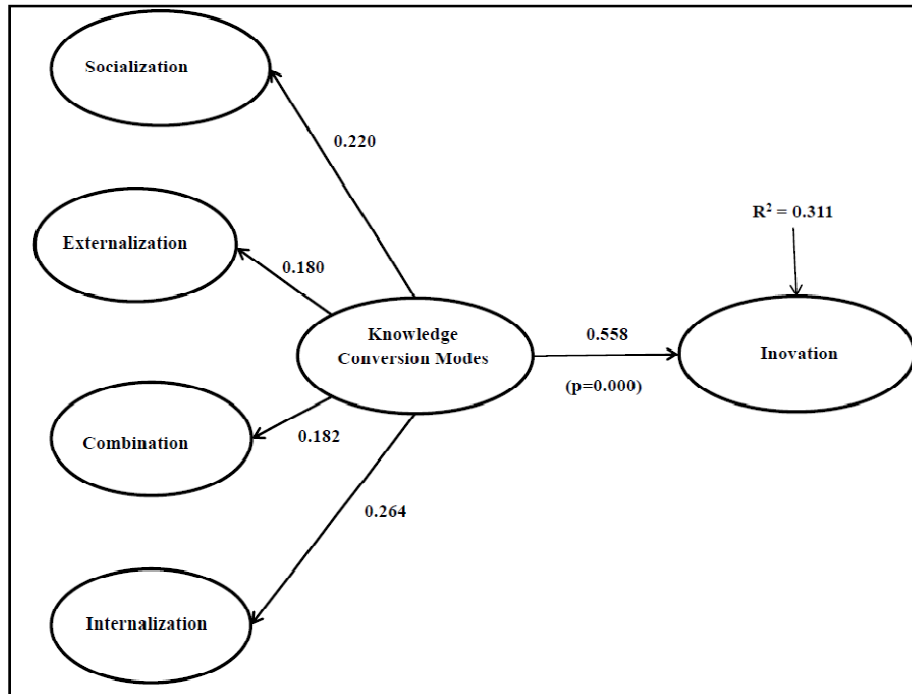 Socialization
0.220
R² = 0.311
Externalization
0.180
Knowledge
Conversion Modes
0.558
Inovation
(p=0.000)
Combination
0.182
0.264
Internalization